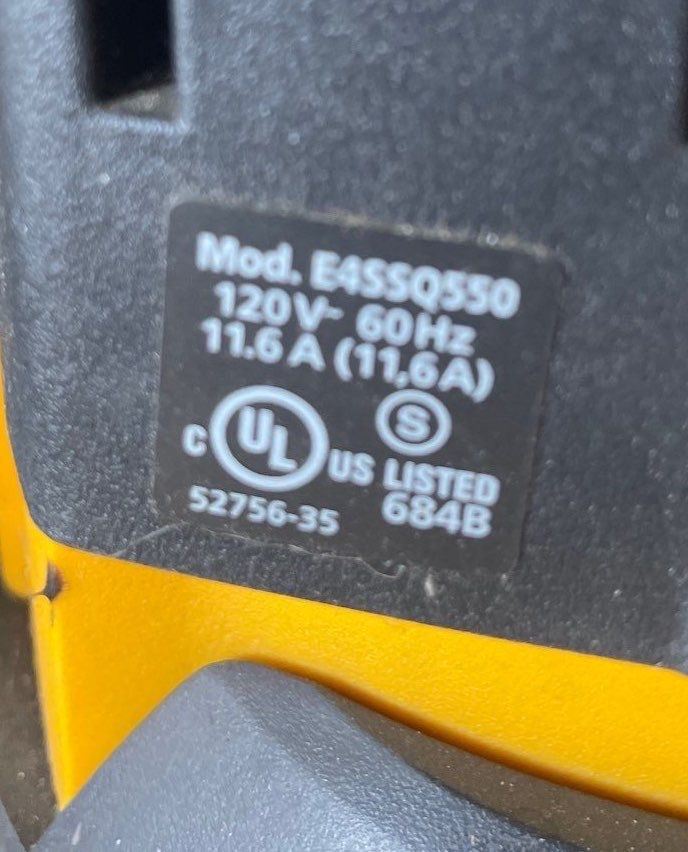 Mod. E4SSQ550
120V~ 60Hz
11.6 A (11,6A)
S
C UL US LISTED
52756-35 684B